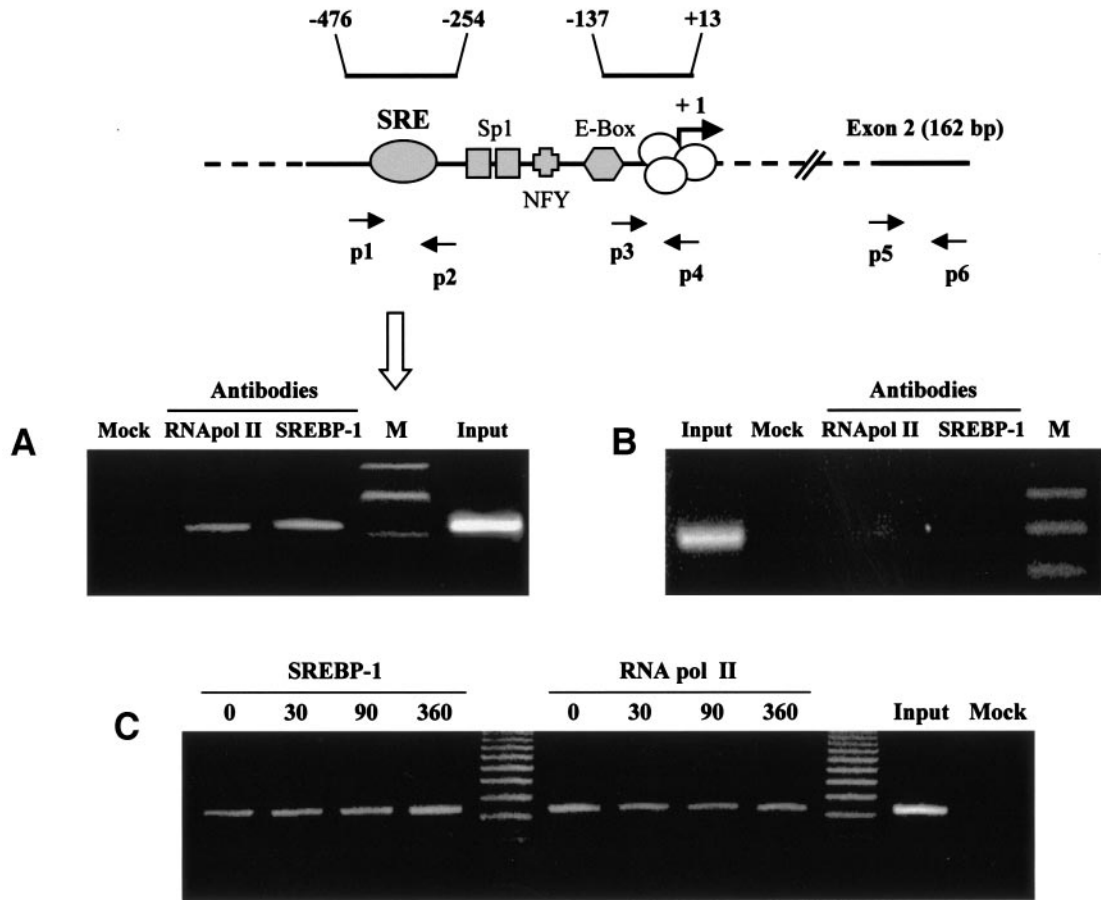 -476 -254 -137 +13
SRE Sp1 E-Box + 1 Exon 2 (162 bp)
NFY
p1 p2 p3 p4 p5 p6
Antibodies
A Mock RNApol II SREBP-1 M Input
Antibodies
B Input Mock RNApol II SREBP-1 M
SREBP-1 RNA pol II
C 0 30 90 360 0 30 90 360 Input Mock